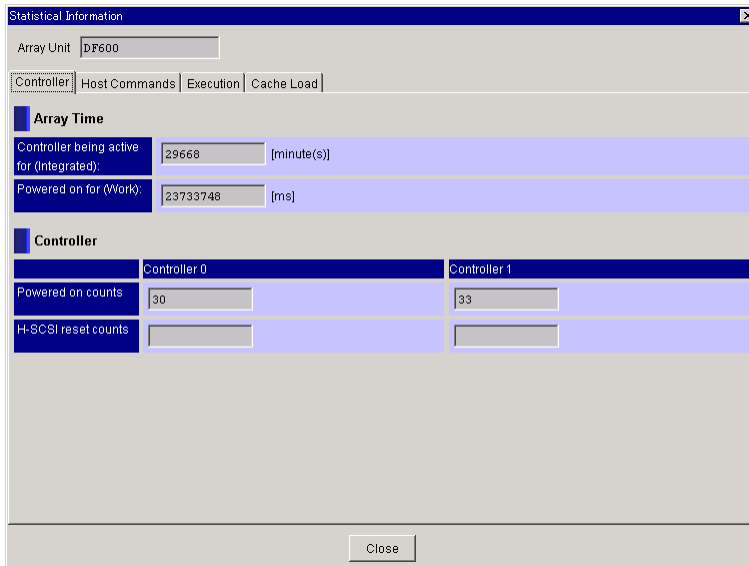 Statistical Information
Array Unit DF600
Controller Host Commands Execution Cache Load
Array Time
Controller being active
for (Integrated):
29668 [minute(s)]
Powered on for (Work): 23733748 [ms]
Controller
Controller 0 Controller 1
Powered on counts 30 33
H-SCSI reset counts
Close